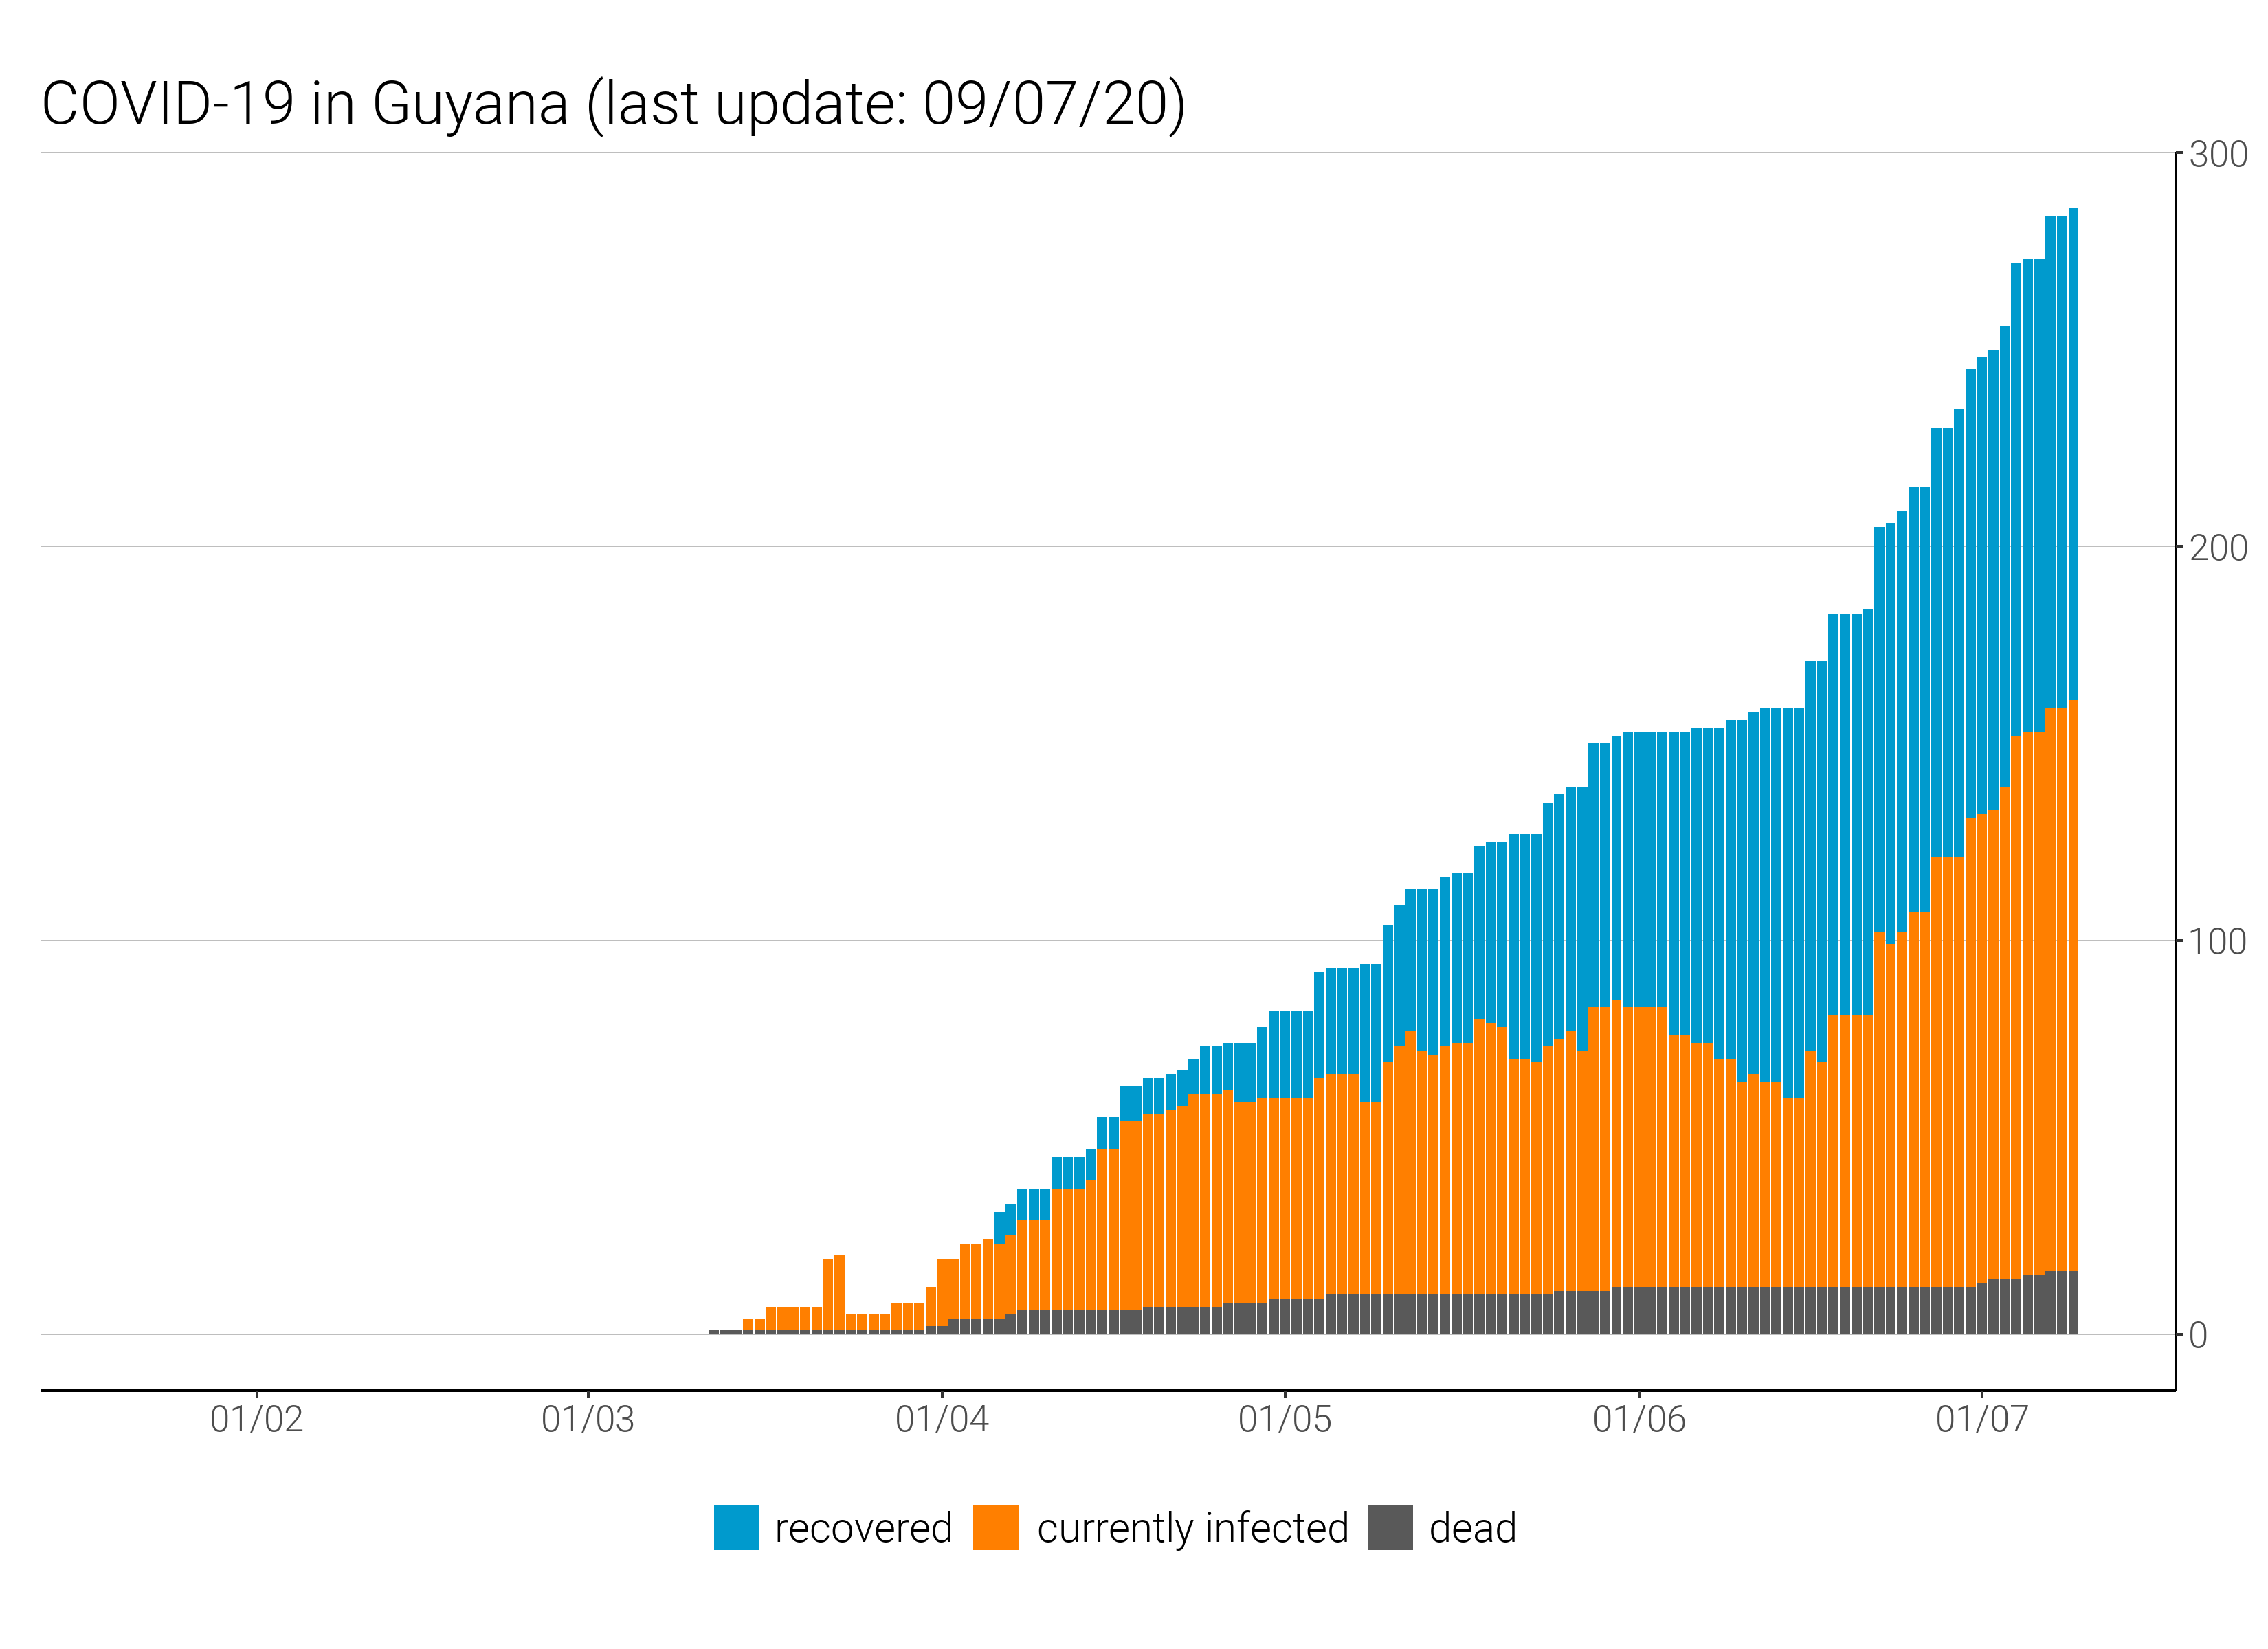 COVID-19 in Guyana (last update: 09/07/20)
300
200
100
0
01/02 01/03 01/04 01/05 01/06 01/07
recovered currently infected dead